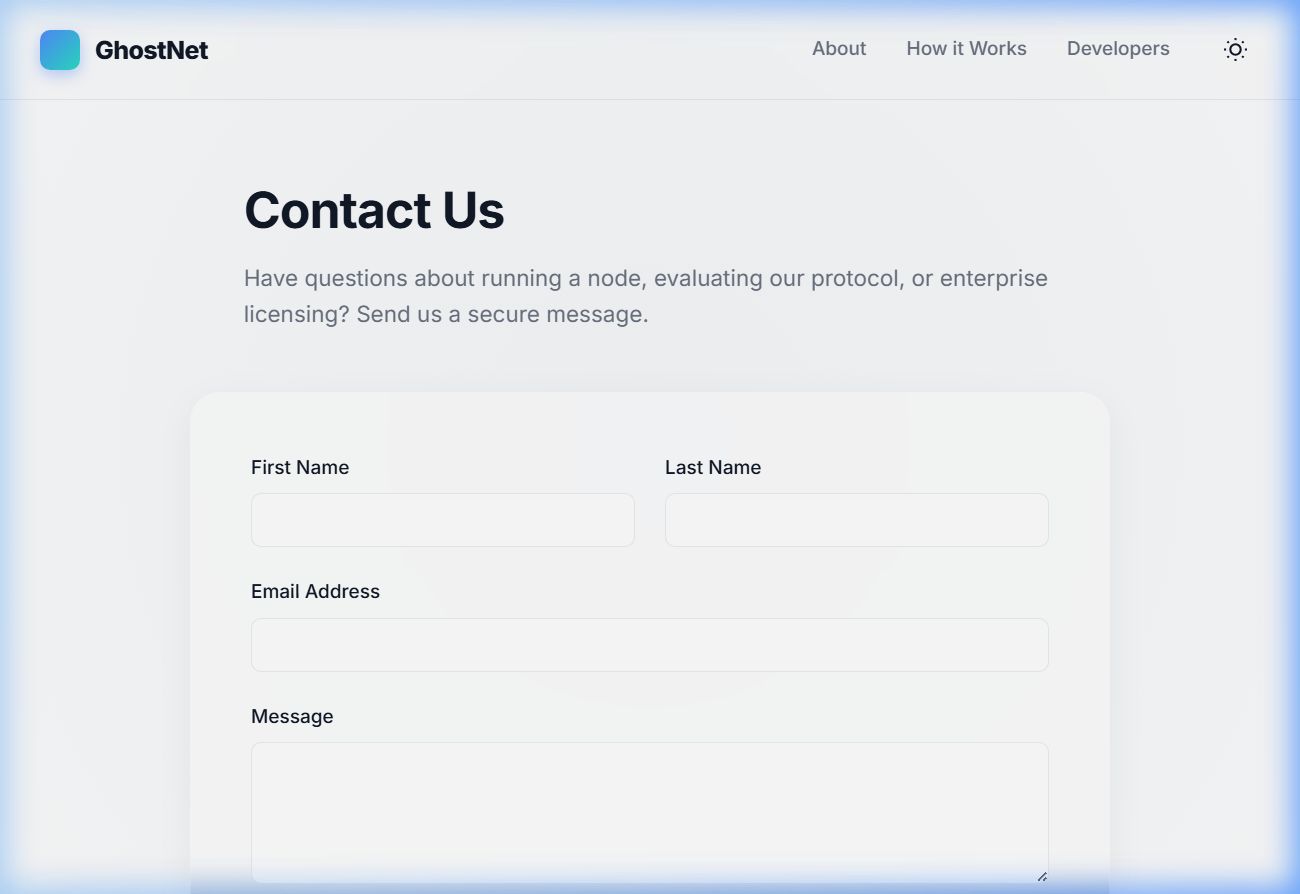 GhostNet
About
How it Works
Developers
Contact Us
Have questions about running a node, evaluating our protocol, or enterprise
licensing? Send us a secure message.
First Name
Last Name
Email Address
Message